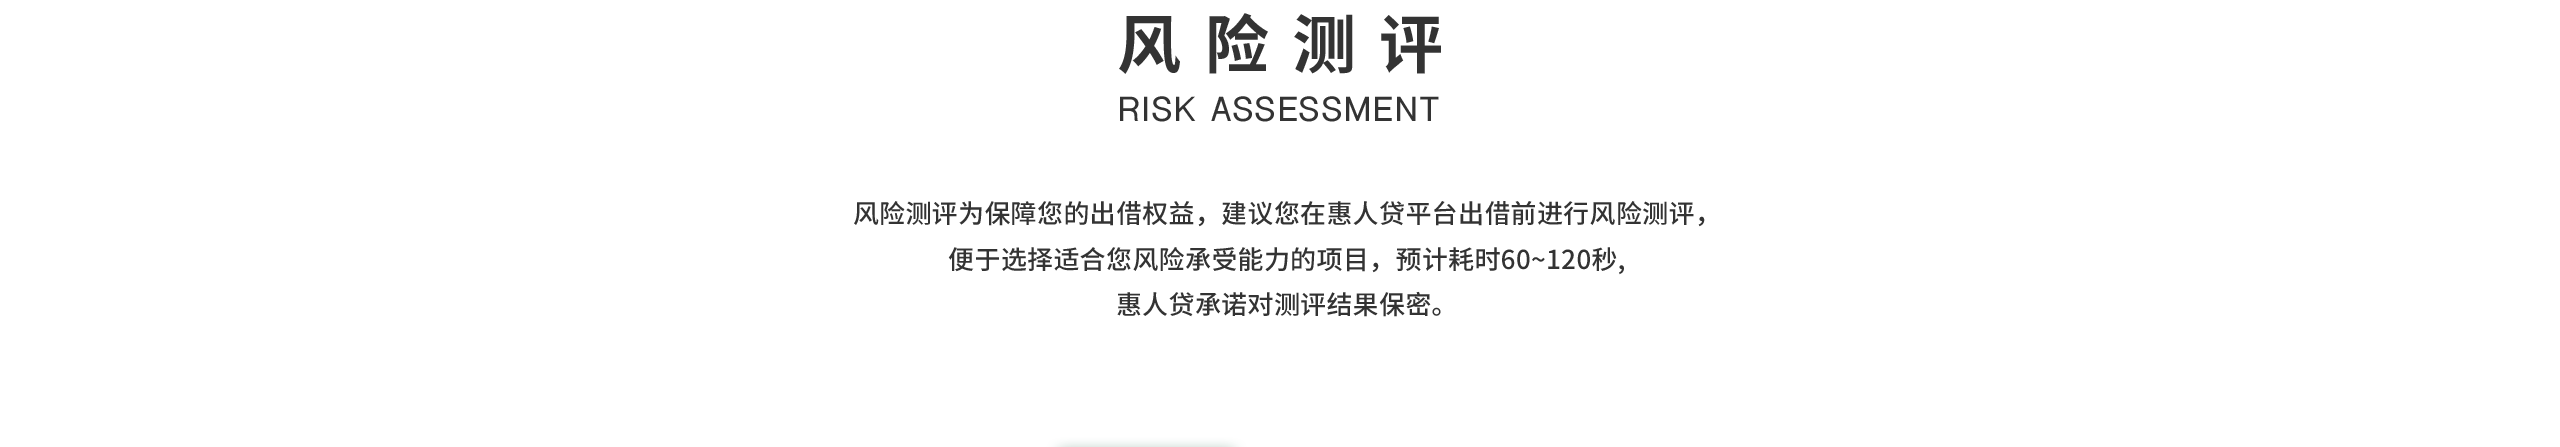 风险测评
RISK ASSESSMENT
风险测评为保障您的出借权益，建议您在惠人贷平台出借前进行风险测评，
便于选择适合您风险承受能力的项目，预计耗时60~120秒,
惠人贷承诺对测评结果保密。